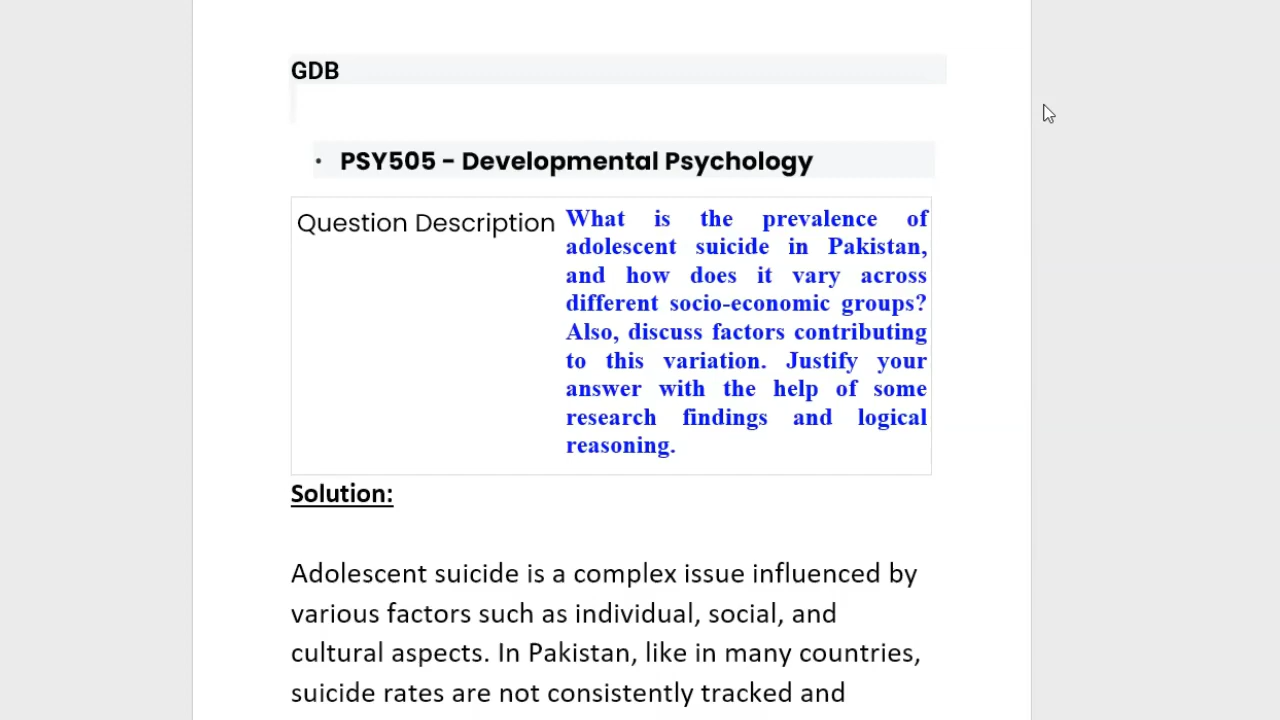 GDB
• PSY505 - Developmental Psychology
Question Description
What is the prevalence of
adolescent suicide in Pakistan,
and how does it vary across
different socio-economic groups?
Also, discuss factors contributing
to this variation. Justify your
answer with the help of some
research findings and logical
reasoning.
Solution:
Adolescent suicide is a complex issue influenced by
various factors such as individual, social, and
cultural aspects. In Pakistan, like in many countries,
suicide rates are not consistently tracked and